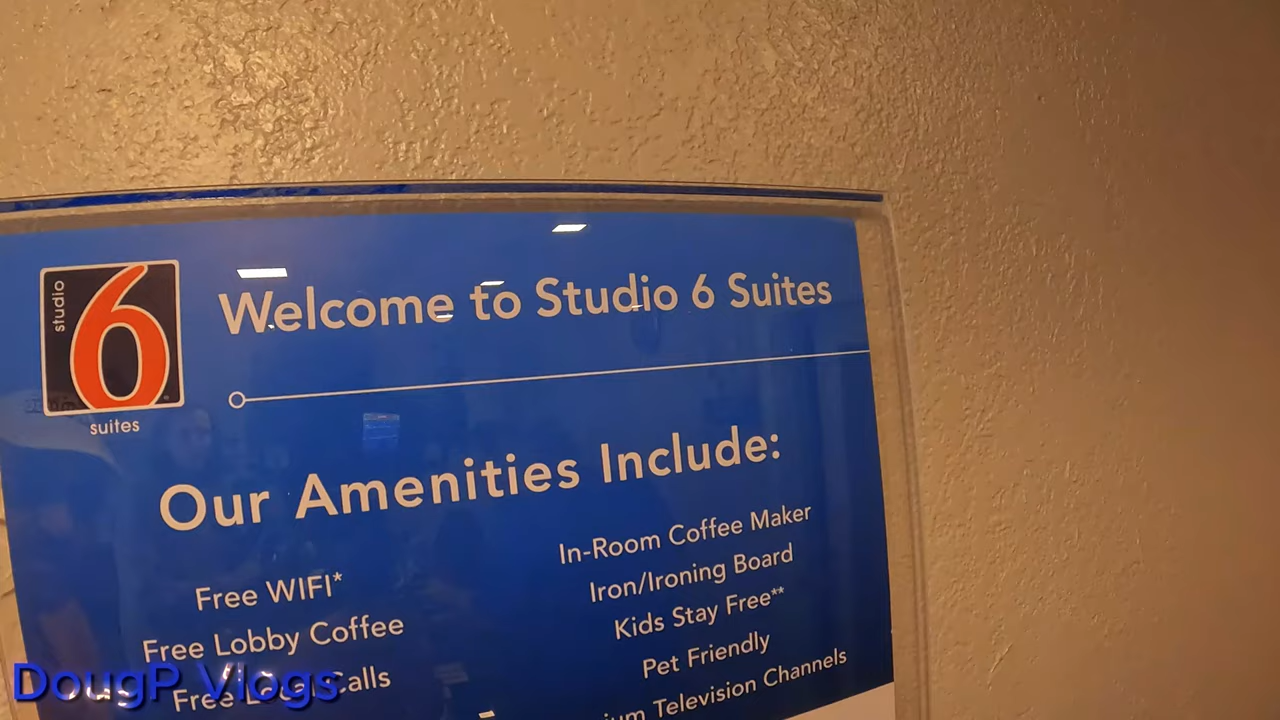 studio
6
suites
Welcome to Studio 6 Suites
Our Amenities Include:
Free WIFI*
Free Lobby Coffee
Free Local Calls
In-Room Coffee Maker
Iron/Ironing Board
Kids Stay Free**
Pet Friendly
Television Channels
DougP Vlogs